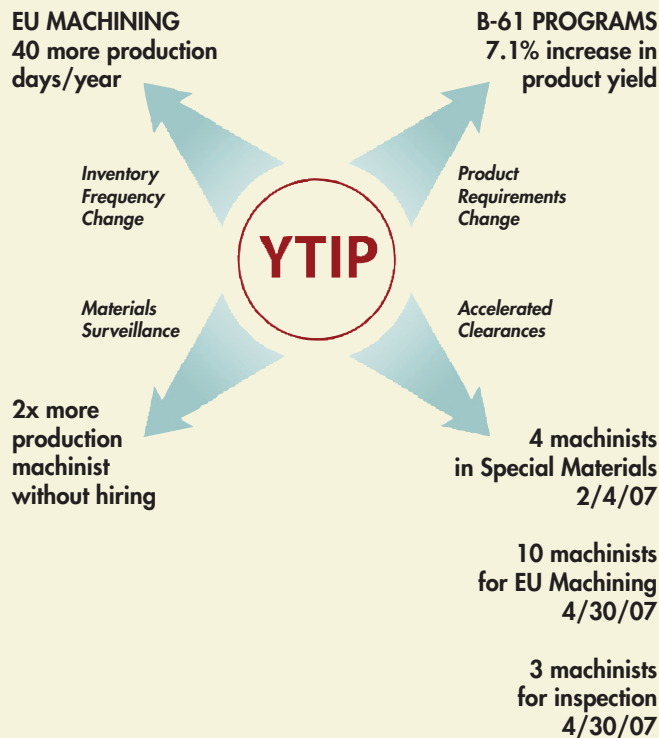 EU MACHINING
40 more production
days/year
B-61 PROGRAMS
7.1% increase in
product yield
Inventory
Frequency
Change
Product
Requirements
Change
YTIP
Materials
Surveillance
Accelerated
Clearances
2x more
production
machinist
without hiring
4 machinists
in Special Materials
2/4/07
10 machinists
for EU Machining
4/30/07
3 machinists
for inspection
4/30/07